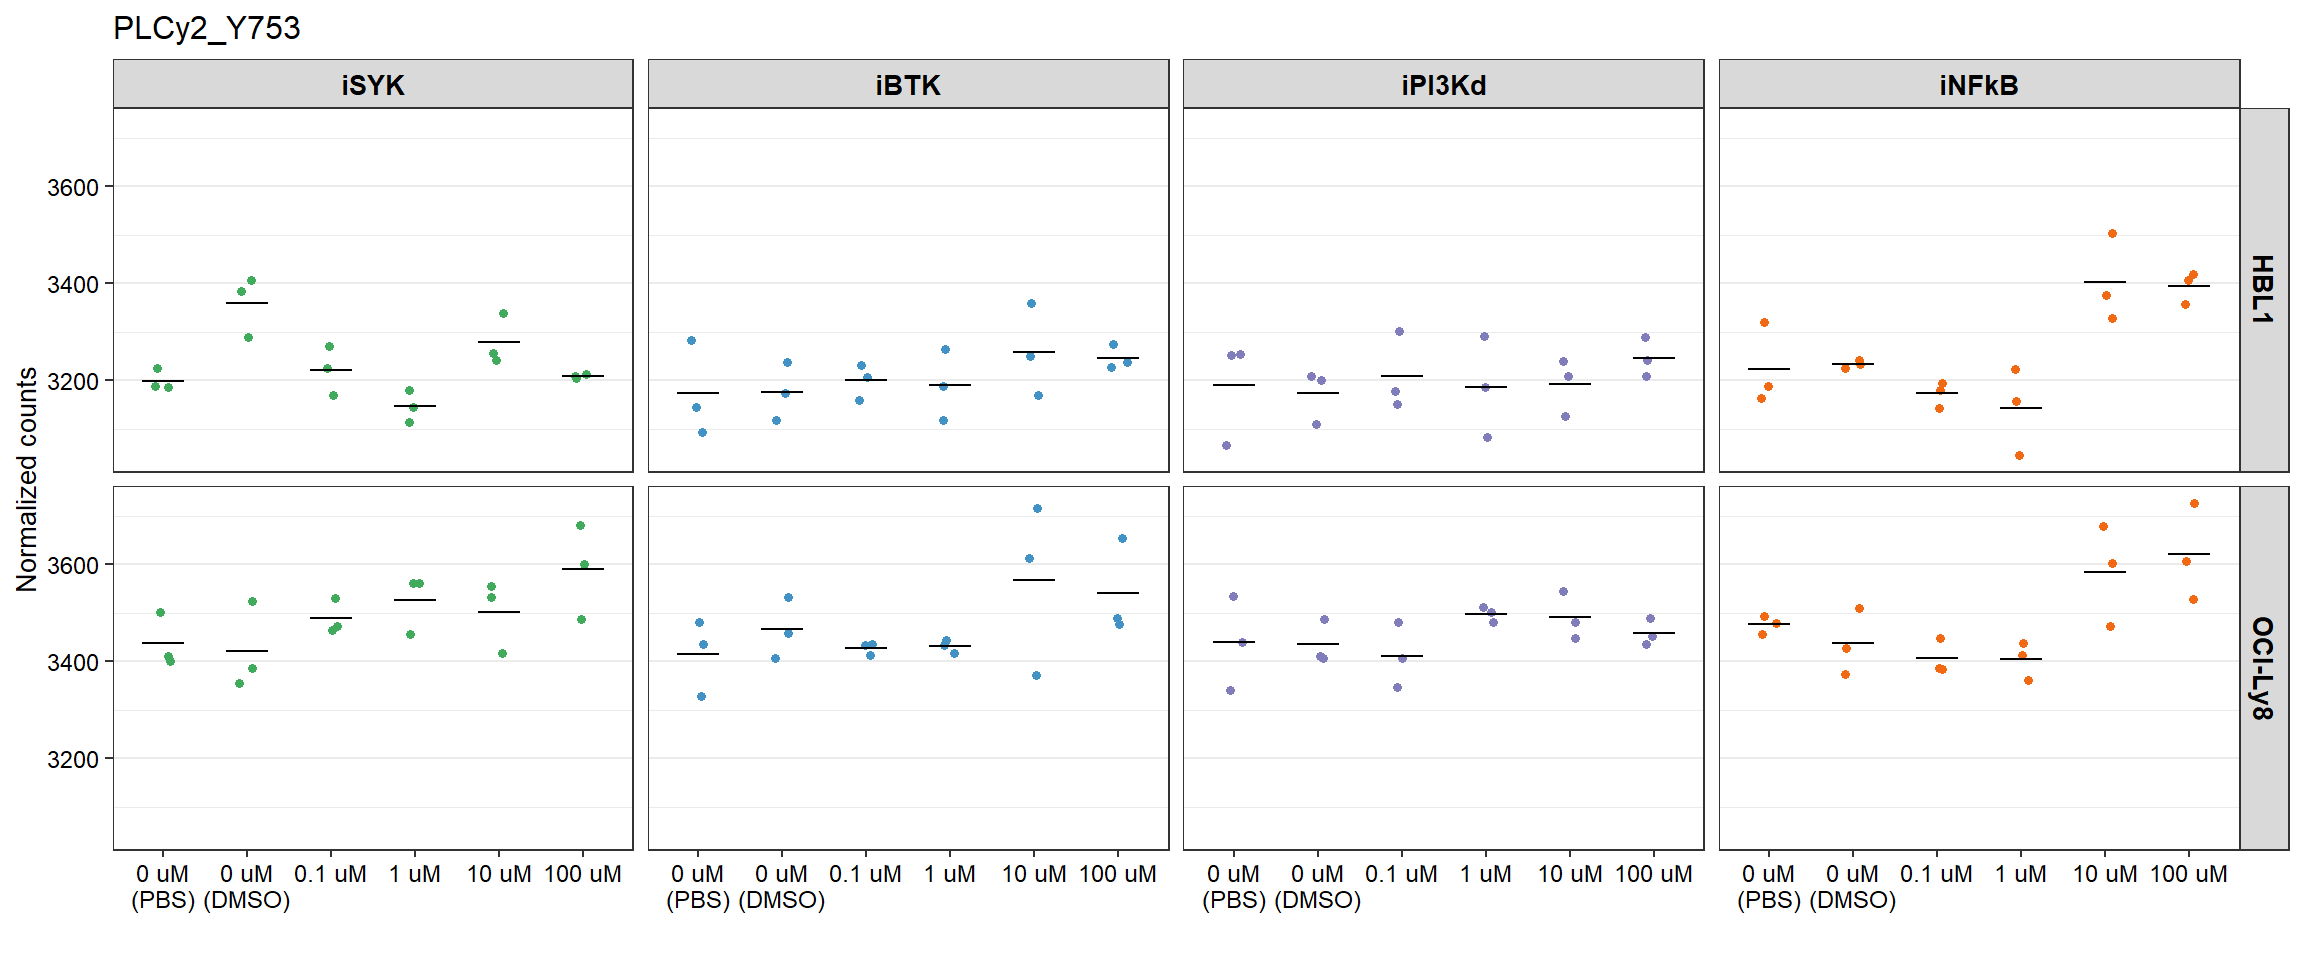 PLCy2_Y753
iSYK iBTK iPI3Kd iNFkB
Normalized counts
3600
3400
3200
HBL1
3600
3400
3200
OCI-Ly8
0 uM 0 uM 0.1 uM 1 uM 10 uM 100 uM 0 uM 0 uM 0.1 uM 1 uM 10 uM 100 uM 0 uM 0 uM 0.1 uM 1 uM 10 uM 100 uM 0 uM 0 uM 0.1 uM 1 uM 10 uM 100 uM
(PBS) (DMSO) (PBS) (DMSO) (PBS) (DMSO) (PBS) (DMSO)